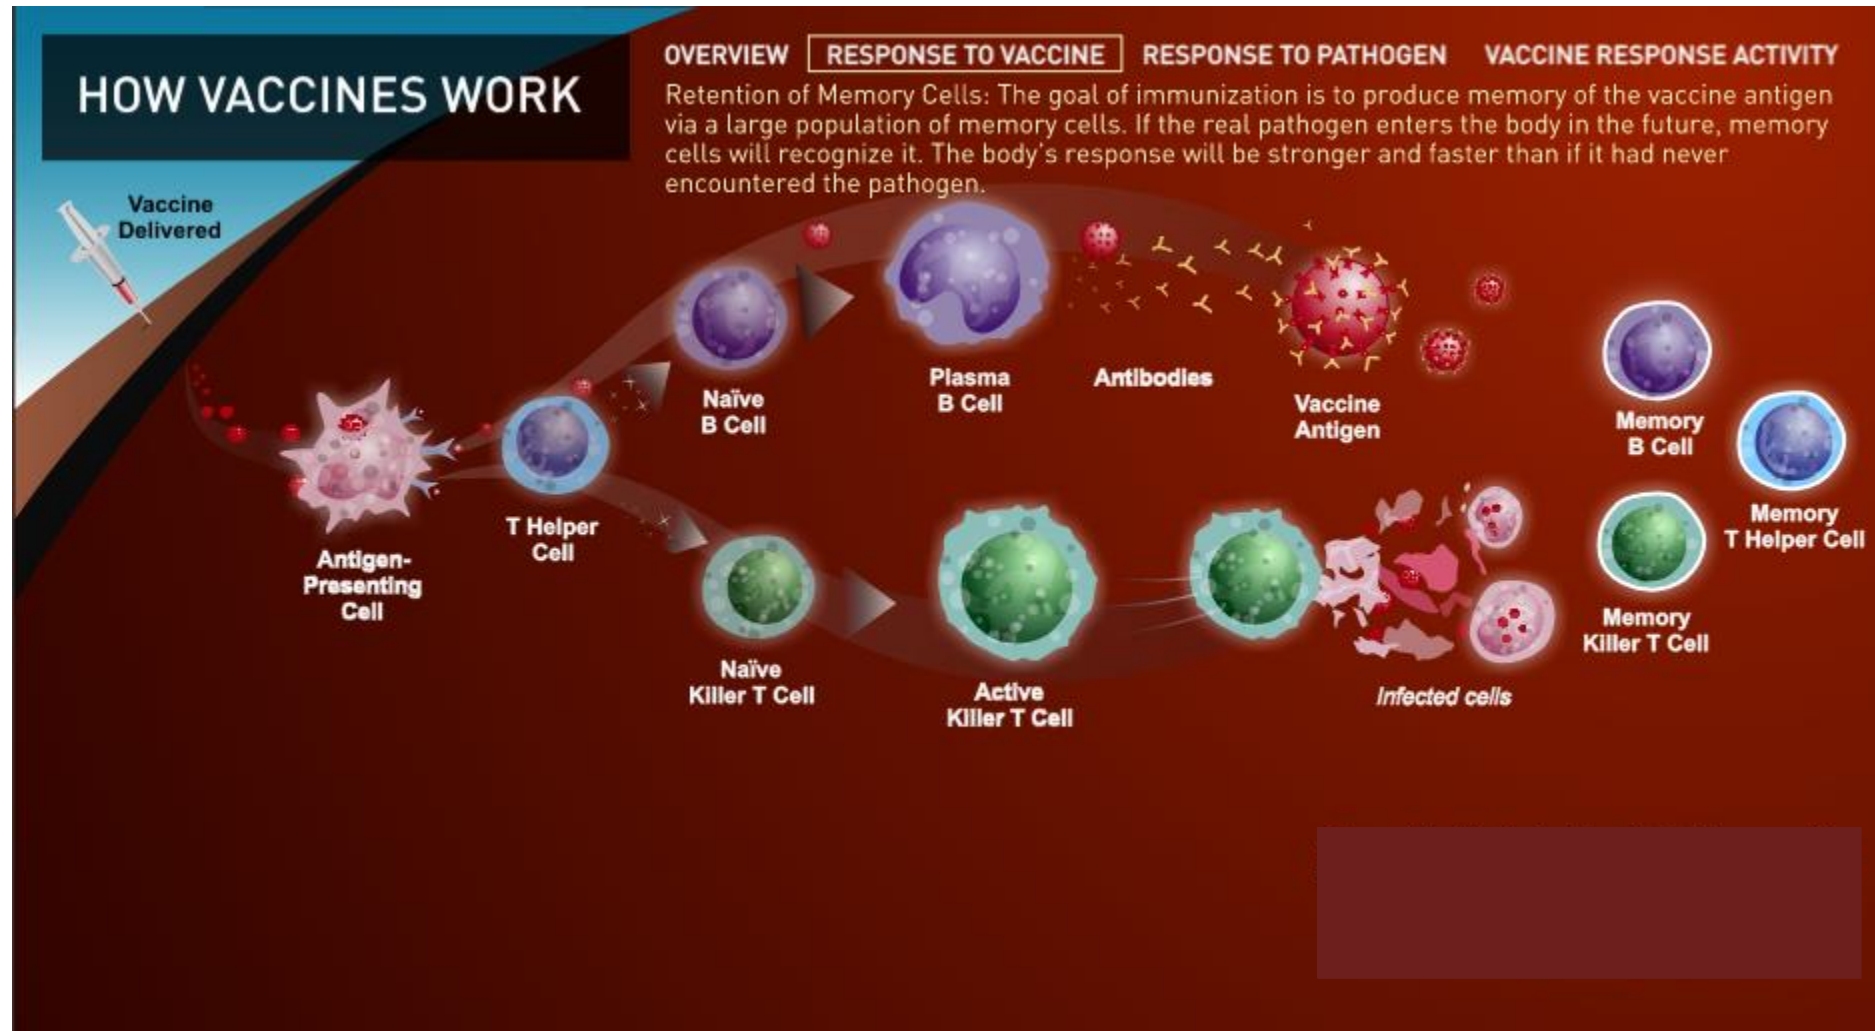 HOW VACCINES WORK
OVERVIEW RESPONSE TO VACCINE RESPONSE TO PATHOGEN VACCINE RESPONSE ACTIVITY
Retention of Memory Cells: The goal of immunization is to produce memory of the vaccine antigen
via a large population of memory cells. If the real pathogen enters the body in the future, memory
cells will recognize it. The body's response will be stronger and faster than if it had never
encountered the pathogen.
Vaccine
Delivered
Antigen-
Presenting
Cell
T Helper
Cell
Naïve
B Cell
Plasma
B Cell
Antibodies
Vaccine
Antigen
Memory
B Cell
Memory
T Helper Cell
Naïve
Killer T Cell
Active
Killer T Cell
Infected cells
Memory
Killer T Cell